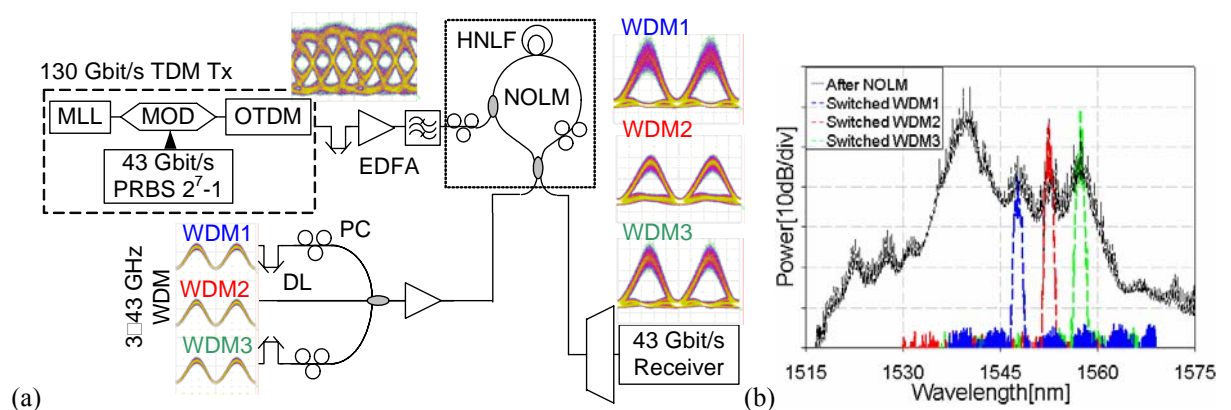 130 Gbit/s TDM Tx
MLL
MOD
OTDM
43 Gbit/s
PRBS 2⁷-1
EDFA
HNLF
NOLM
WDM1
WDM2
WDM3
3□43 GHz
WDM
WDM1
WDM2
WDM3
DL
PC
43 Gbit/s
Receiver
(a)
After NOLM
Switched WDM1
Switched WDM2
Switched WDM3
Power[10dB/div]
1515
1530
1545
1560
1575
Wavelength[nm]
(b)